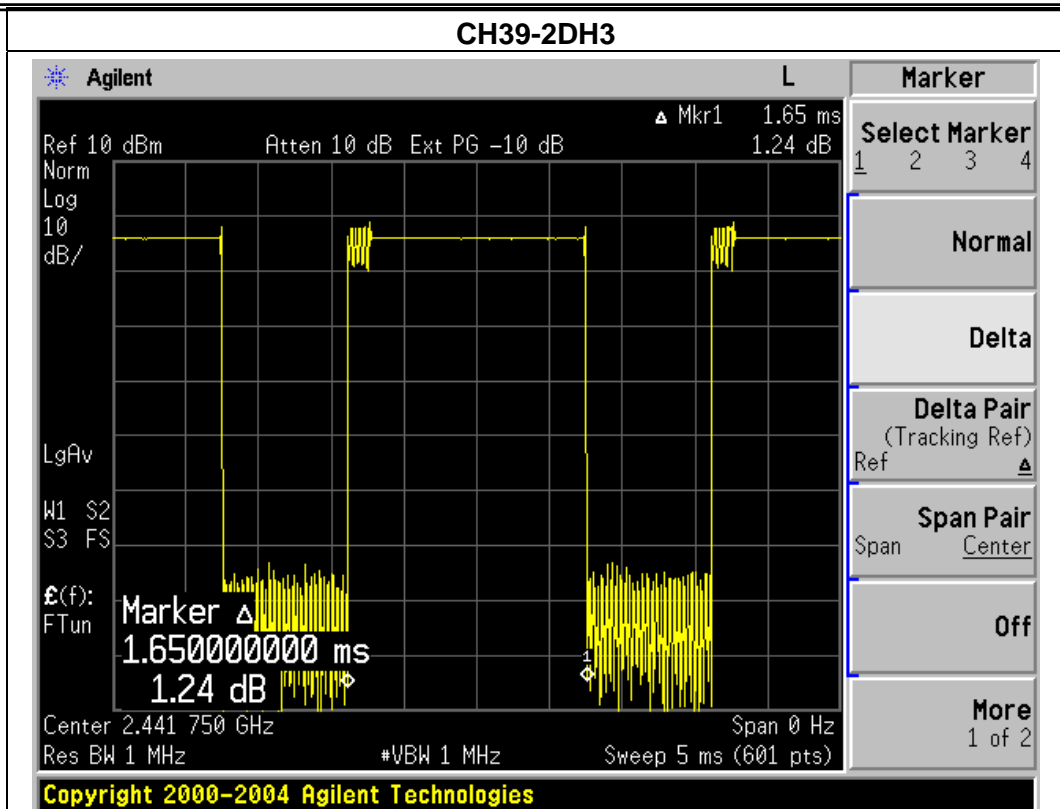 CH39-2DH3
Agilent L Marker
Δ Mkr1 1.65 ms
Ref 10 dBm Atten 10 dB Ext PG -10 dB 1.24 dB
Norm
Log
10
dB/
LgAv
W1 S2
S3 FS
£(f):
FTun
Marker Δ
1.650000000 ms
1.24 dB
1
Center 2.441 750 GHz Span 0 Hz
Res BW 1 MHz #VBW 1 MHz Sweep 5 ms (601 pts)
Select Marker
1 2 3 4
Normal
Delta
Delta Pair
(Tracking Ref)
Ref Δ
Span Pair
Span Center
Off
More
1 of 2
Copyright 2000-2004 Agilent Technologies